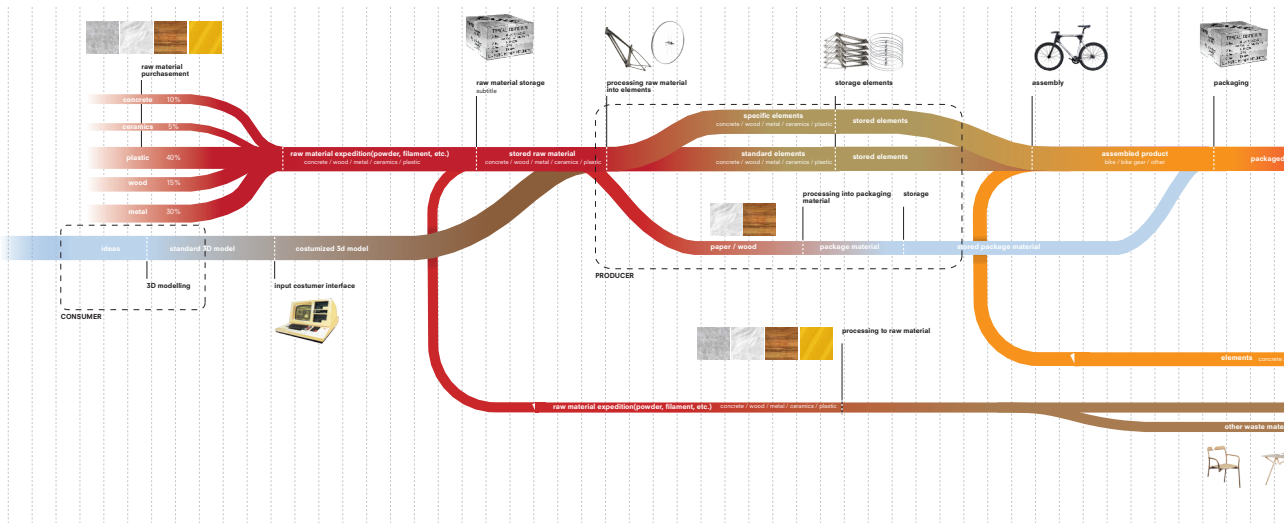 raw material
purchasement
concrete 10%
ceramics 5%
plastic 40%
wood 15%
metal 30%
raw material expedition(powder, filament, etc.)
concrete / wood / metal / ceramics / plastic
raw material storage
subtitle
stored raw material
concrete / wood / metal / ceramics / plastic
processing raw material
into elements
storage elements
specific elements
concrete / wood / metal / ceramics / plastic
stored elements
standard elements
concrete / wood / metal / ceramics / plastic
stored elements
assembly
assembled product
bike / bike gear / other
packaging
packaged
processing into packaging
material
storage
paper / wood
package material
stored package material
PRODUCER
ideas
standard 3D model
costumized 3d model
3D modelling
input costumer interface
CONSUMER
processing to raw material
elements concrete
raw material expedition(powder, filament, etc.) concrete / wood / metal / ceramics / plastic
other waste mate